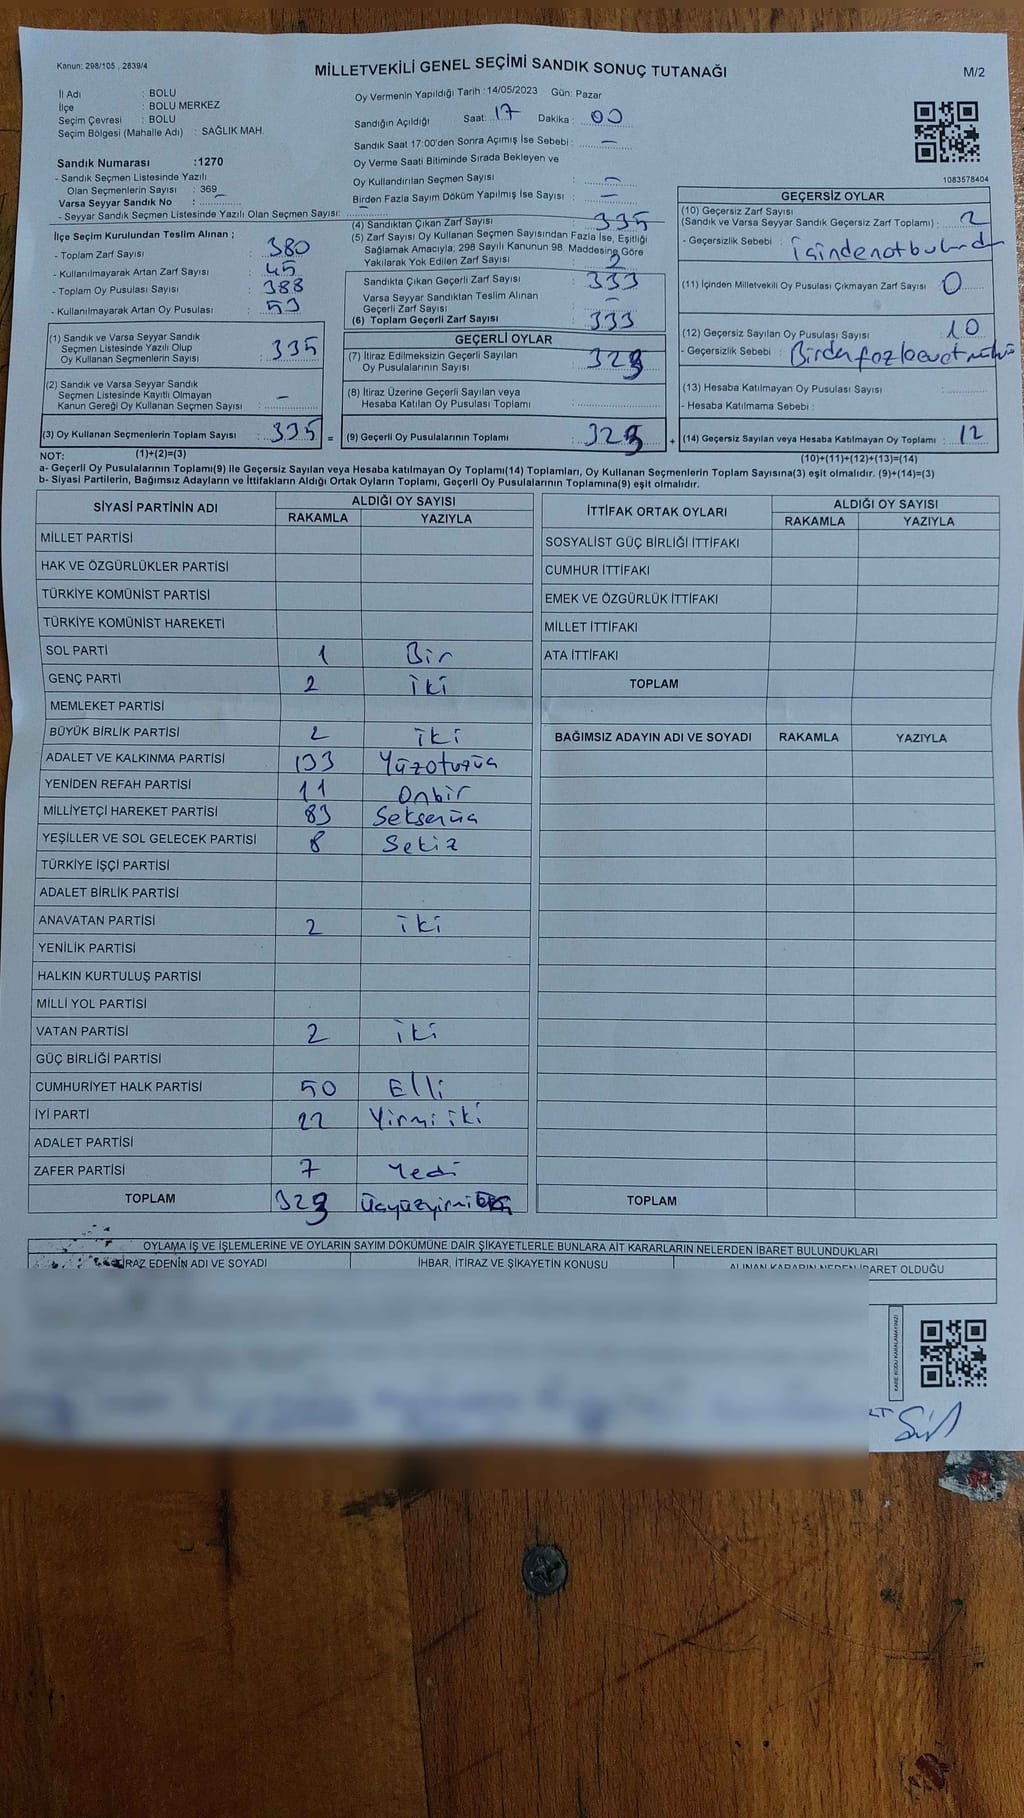 Kanun: 298/105 , 2839/4
MİLLETVEKİLİ GENEL SEÇİMİ SANDIK SONUÇ TUTANAĞI
M/2
İl Adı : BOLU
İlçe : BOLU MERKEZ
Seçim Çevresi : BOLU
Seçim Bölgesi (Mahalle Adı) : SAĞLIK MAH.
Sandık Numarası :1270
- Sandık Seçmen Listesinde Yazılı
Olan Seçmenlerin Sayısı : 369
Varsa Seyyar Sandık No : –
- Seyyar Sandık Seçmen Listesinde Yazılı Olan Seçmen Sayısı: –
Oy Vermenin Yapıldığı Tarih : 14/05/2023 Gün: Pazar
Sandığın Açıldığı Saat: 17 Dakika : 00
Sandık Saat 17:00'den Sonra Açımış İse Sebebi : –
Oy Verme Saati Bitiminde Sırada Bekleyen ve
Oy Kullandırılan Seçmen Sayısı : –
Birden Fazla Sayım Döküm Yapılmış İse Sayısı : –
1083578404
İlçe Seçim Kurulundan Teslim Alınan ;
- Toplam Zarf Sayısı : 380
- Kullanılmayarak Artan Zarf Sayısı : 45
- Toplam Oy Pusulası Sayısı : 388
- Kullanılmayarak Artan Oy Pusulası : 53
(1) Sandık ve Varsa Seyyar Sandık
Seçmen Listesinde Yazılı Olup
Oy Kullanan Seçmenlerin Sayısı : 335
(2) Sandık ve Varsa Seyyar Sandık
Seçmen Listesinde Kayıtlı Olmayan
Kanun Gereği Oy Kullanan Seçmen Sayısı : –
(3) Oy Kullanan Seçmenlerin Toplam Sayısı : 335 =
(4) Sandıktan Çıkan Zarf Sayısı : 335
(5) Zarf Sayısı Oy Kullanan Seçmen Sayısından Fazla İse, Eşitliği
Sağlamak Amacıyla, 298 Sayılı Kanunun 98. Maddesine Göre
Yakılarak Yok Edilen Zarf Sayısı : 2
Sandıkta Çıkan Geçerli Zarf Sayısı : 333
Varsa Seyyar Sandıktan Teslim Alınan
Geçerli Zarf Sayısı : –
(6) Toplam Geçerli Zarf Sayısı : 333
GEÇERLİ OYLAR
(7) İtiraz Edilmeksizin Geçerli Sayılan
Oy Pusulalarının Sayısı : 323
(8) İtiraz Üzerine Geçerli Sayılan veya
Hesaba Katılan Oy Pusulası Toplamı :
(9) Geçerli Oy Pusulalarının Toplamı : 323 +
GEÇERSİZ OYLAR
(10) Geçersiz Zarf Sayısı
(Sandık ve Varsa Seyyar Sandık Geçersiz Zarf Toplamı) : 2
- Geçersizlik Sebebi : içinde not bulundu
(11) İçinden Milletvekili Oy Pusulası Çıkmayan Zarf Sayısı : 0
(12) Geçersiz Sayılan Oy Pusulası Sayısı : 10
- Geçersizlik Sebebi : Birden fazla evet mührü
(13) Hesaba Katılmayan Oy Pusulası Sayısı :
- Hesaba Katılmama Sebebi :
(14) Geçersiz Sayılan veya Hesaba Katılmayan Oy Toplamı : 12
NOT: (1)+(2)=(3) (10)+(11)+(12)+(13)=(14)
a- Geçerli Oy Pusulalarının Toplamı(9) İle Geçersiz Sayılan veya Hesaba katılmayan Oy Toplamı(14) Toplamları, Oy Kullanan Seçmenlerin Toplam Sayısına(3) eşit olmalıdır. (9)+(14)=(3)
b- Siyasi Partilerin, Bağımsız Adayların ve İttifakların Aldığı Ortak Oyların Toplamı, Geçerli Oy Pusulalarının Toplamına(9) eşit olmalıdır.
SİYASİ PARTİNİN ADI ALDIĞI OY SAYISI
RAKAMLA YAZIYLA
MİLLET PARTİSİ
HAK VE ÖZGÜRLÜKLER PARTİSİ
TÜRKİYE KOMÜNİST PARTİSİ
TÜRKİYE KOMÜNİST HAREKETİ
SOL PARTİ 1 Bir
GENÇ PARTİ 2 iki
MEMLEKET PARTİSİ
BÜYÜK BİRLİK PARTİSİ 2 iki
ADALET VE KALKINMA PARTİSİ 133 Yüzotuzüç
YENİDEN REFAH PARTİSİ 11 Onbir
MİLLİYETÇİ HAREKET PARTİSİ 83 Seksenüç
YEŞİLLER VE SOL GELECEK PARTİSİ 8 Sekiz
TÜRKİYE İŞÇİ PARTİSİ
ADALET BİRLİK PARTİSİ
ANAVATAN PARTİSİ 2 iki
YENİLİK PARTİSİ
HALKIN KURTULUŞ PARTİSİ
MİLLİ YOL PARTİSİ
VATAN PARTİSİ 2 iki
GÜÇ BİRLİĞİ PARTİSİ
CUMHURİYET HALK PARTİSİ 50 Elli
İYİ PARTİ 22 Yirmi iki
ADALET PARTİSİ
ZAFER PARTİSİ 7 Yedi
TOPLAM 323 Üçyüzyirmi
İTTİFAK ORTAK OYLARI ALDIĞI OY SAYISI
RAKAMLA YAZIYLA
SOSYALİST GÜÇ BİRLİĞİ İTTİFAKI
CUMHUR İTTİFAKI
EMEK VE ÖZGÜRLÜK İTTİFAKI
MİLLET İTTİFAKI
ATA İTTİFAKI
TOPLAM
BAĞIMSIZ ADAYIN ADI VE SOYADI RAKAMLA YAZIYLA
TOPLAM
OYLAMA İŞ VE İŞLEMLERİNE VE OYLARIN SAYIM DÖKÜMÜNE DAİR ŞİKAYETLERLE BUNLARA AİT KARARLARIN NELERDEN İBARET BULUNDUKLARI
İRAZ EDENİN ADI VE SOYADI İHBAR, İTİRAZ VE ŞİKAYETİN KONUSU ALINAN KARARIN NEDEN İBARET OLDUĞU
KARE KODU KARALAMAYINIZ!